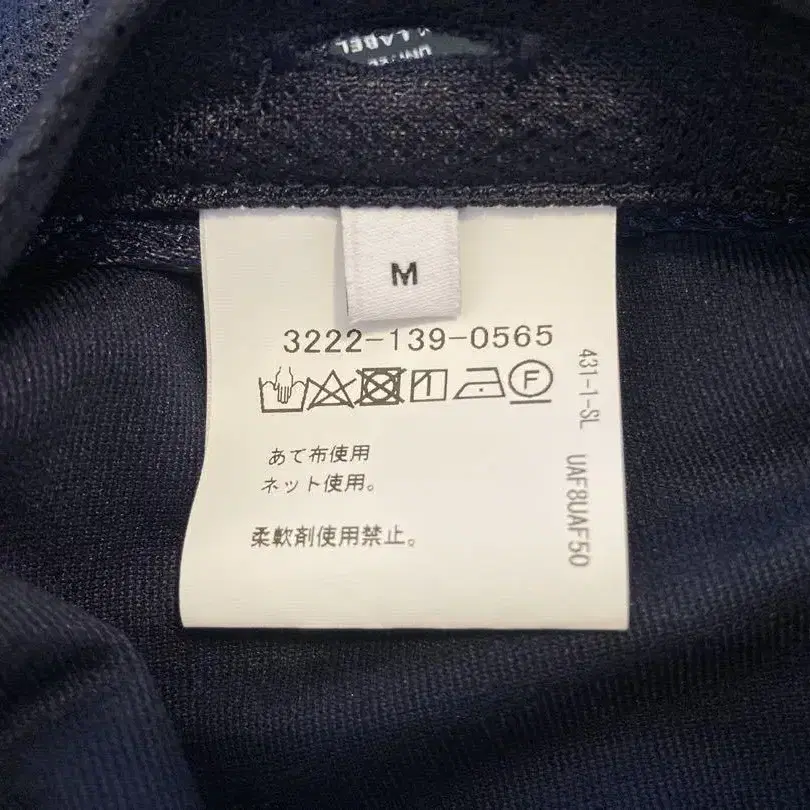 LABEL
M
3222-139-0565
F
あて布使用
ネット使用。
柔軟剤使用禁止。
431-1-SL UAF8UAF50